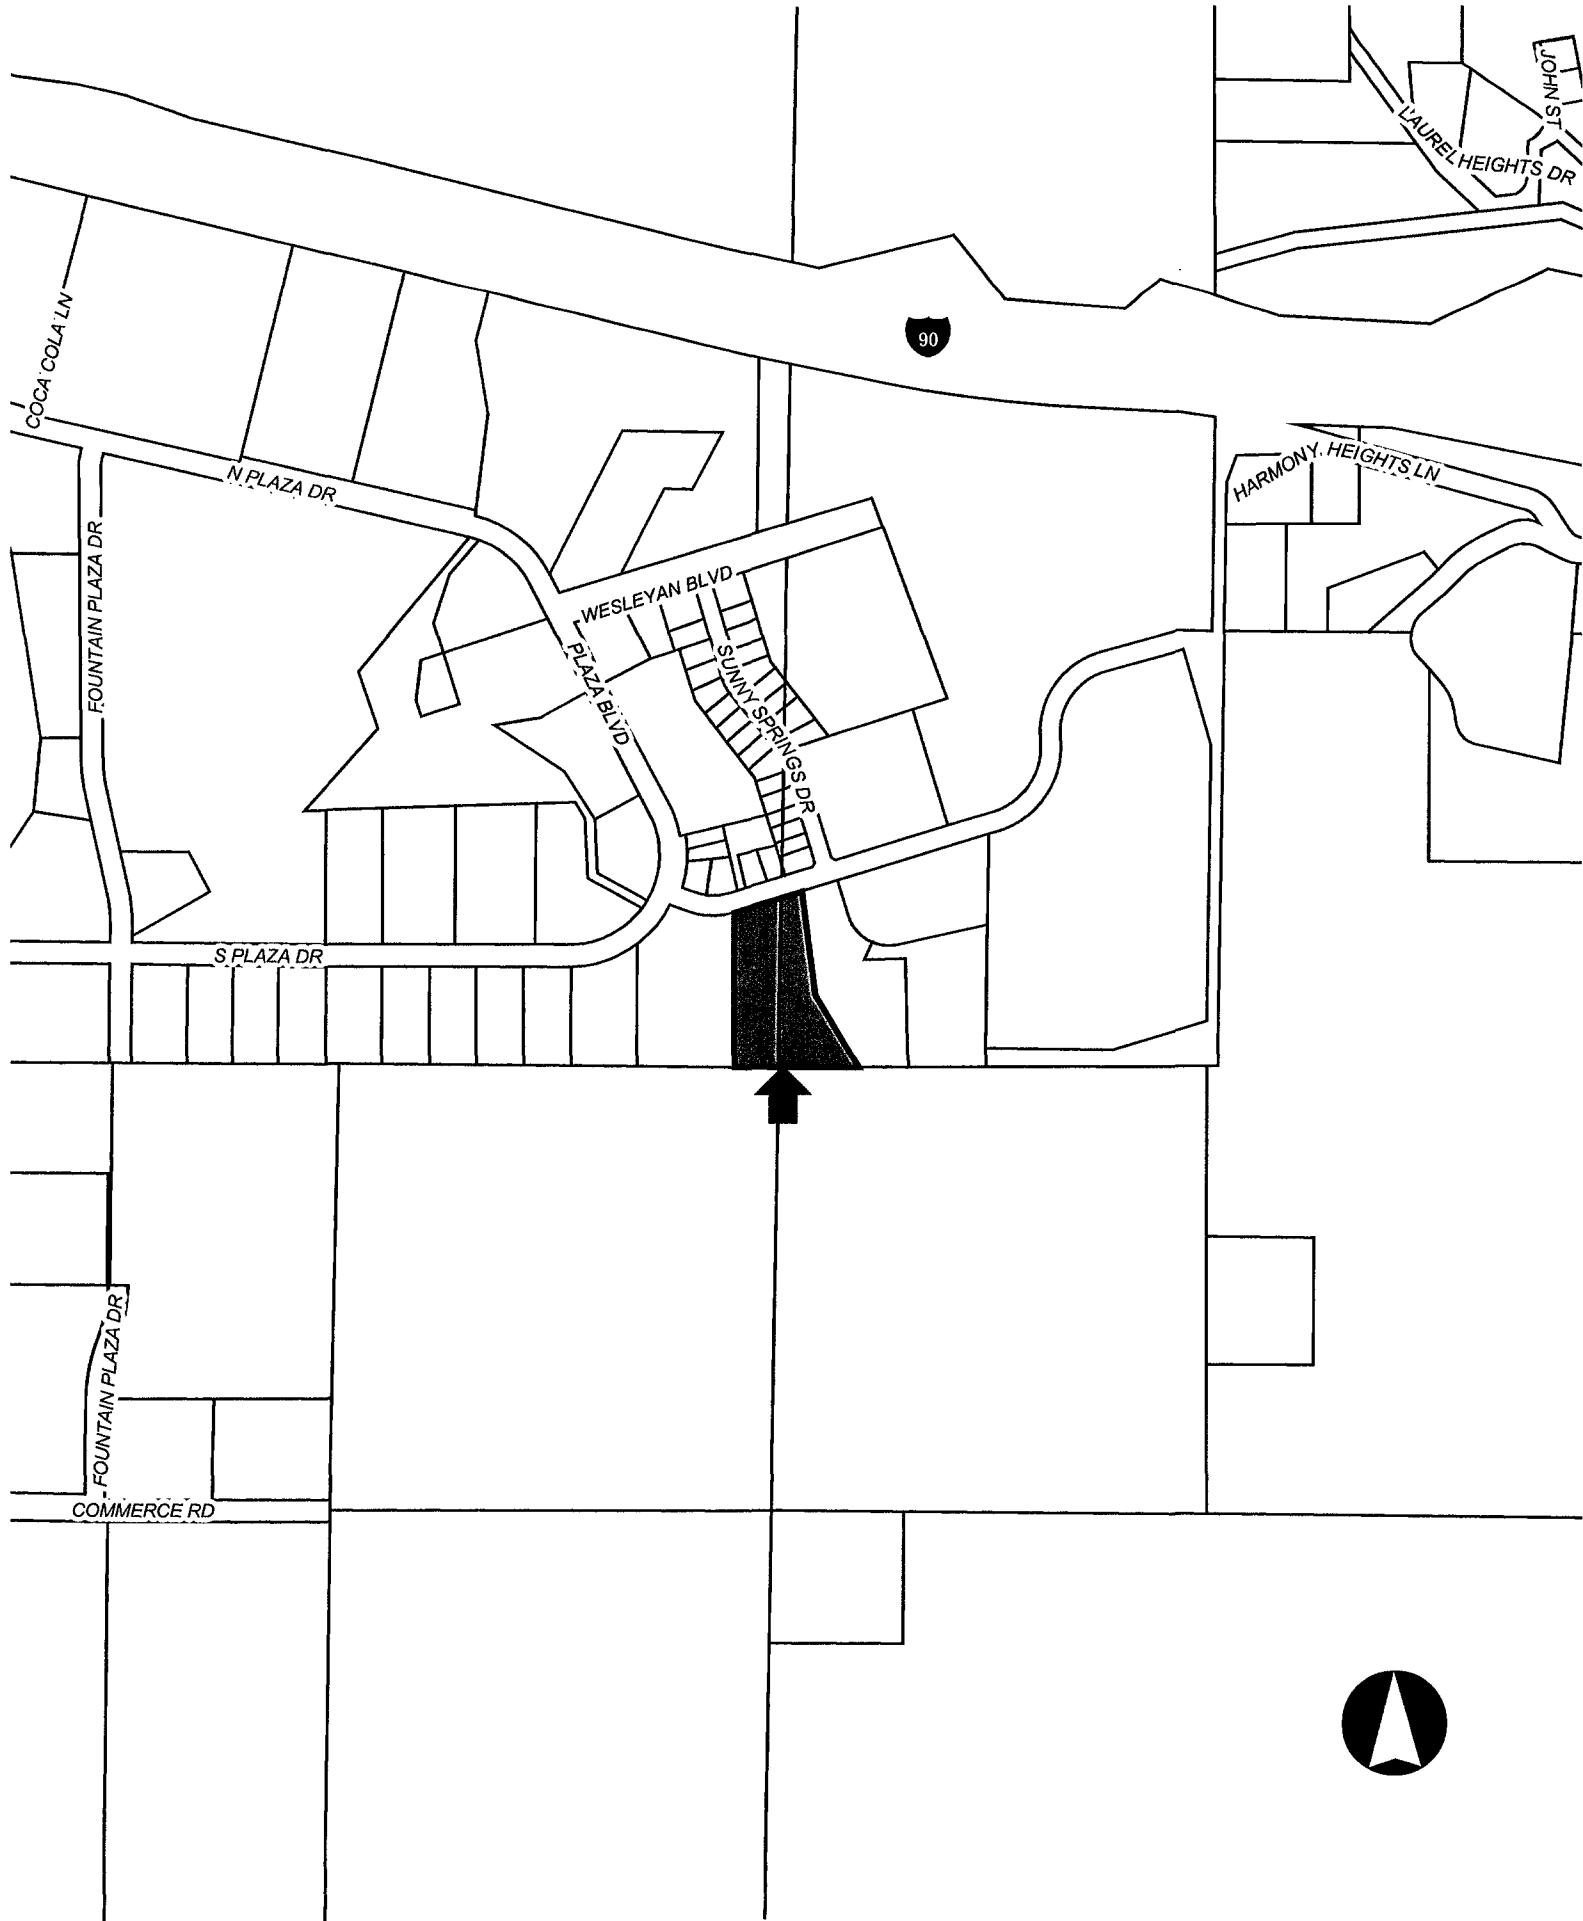 JOHN ST
LAUREL HEIGHTS DR
COCA COLA LN
90
HARMONY HEIGHTS LN
N PLAZA DR
FOUNTAIN PLAZA DR
WESLEYAN BLVD
PLAZA BLVD
SUNNY SPRINGS DR
S PLAZA DR
FOUNTAIN PLAZA DR
COMMERCE RD